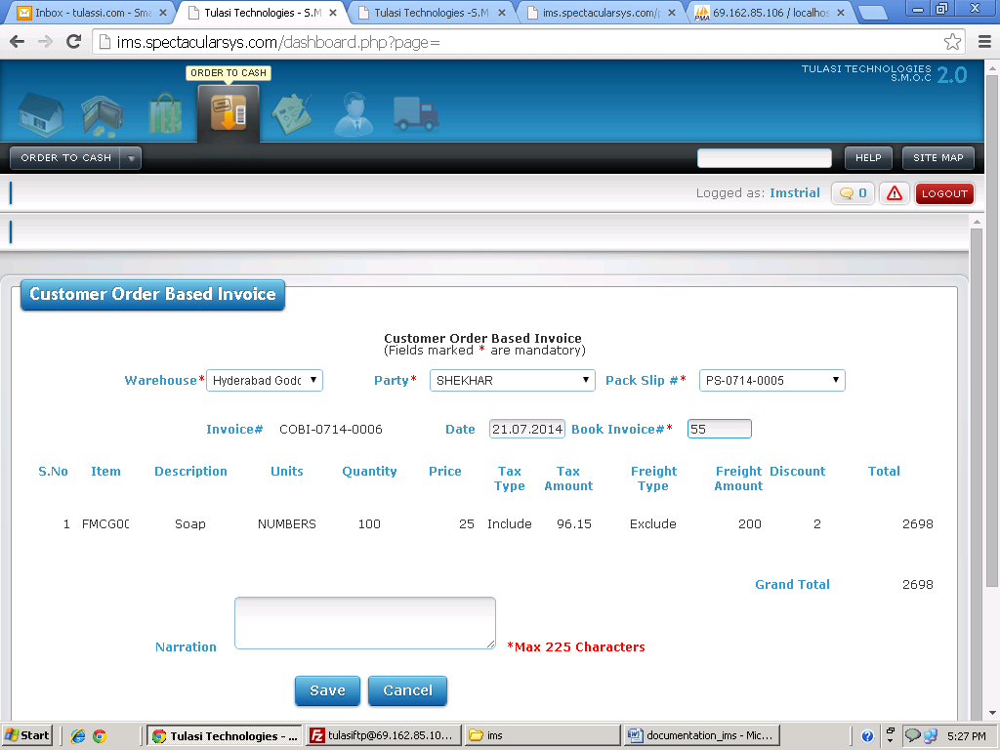 Inbox - tulassi.com - Sma
Tulasi Technologies - S.M
Tulasi Technologies -S.M
ims.spectacularsys.com/p
69.162.85.106 / localhos
ims.spectacularsys.com/dashboard.php?page=
ORDER TO CASH
TULASI TECHNOLOGIES
S.M.O.C
2.0
ORDER TO CASH
HELP
SITE MAP
Logged as: Imstrial
0
LOGOUT
Customer Order Based Invoice
Customer Order Based Invoice
(Fields marked * are mandatory)
Warehouse* Hyderabad Godo Party* SHEKHAR Pack Slip #* PS-0714-0005
Invoice# COBI-0714-0006 Date 21.07.2014 Book Invoice#* 55
S.No Item Description Units Quantity Price Tax Type Tax Amount Freight Type Freight Amount Discount Total
1 FMCG00 Soap NUMBERS 100 25 Include 96.15 Exclude 200 2 2698
Grand Total 2698
Narration *Max 225 Characters
Save Cancel
Start
Tulasi Technologies - ...
tulasiftp@69.162.85.10...
ims
documentation_ims - Mic...
5:27 PM